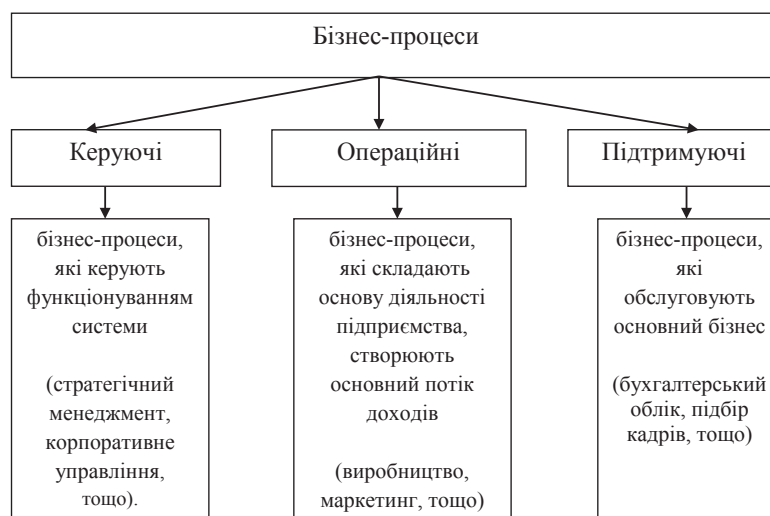 Бізнес-процеси
Керуючі
Операційні
Підтримуючі
бізнес-процеси,
які керують
функціонуванням
системи
(стратегічний
менеджмент,
корпоративне
управління,
тощо).
бізнес-процеси,
які складають
основу діяльності
підприємства,
створюють
основний потік
доходів
(виробництво,
маркетинг, тощо)
бізнес-процеси,
які
обслуговують
основний бізнес
(бухгалтерський
облік, підбір
кадрів, тощо)